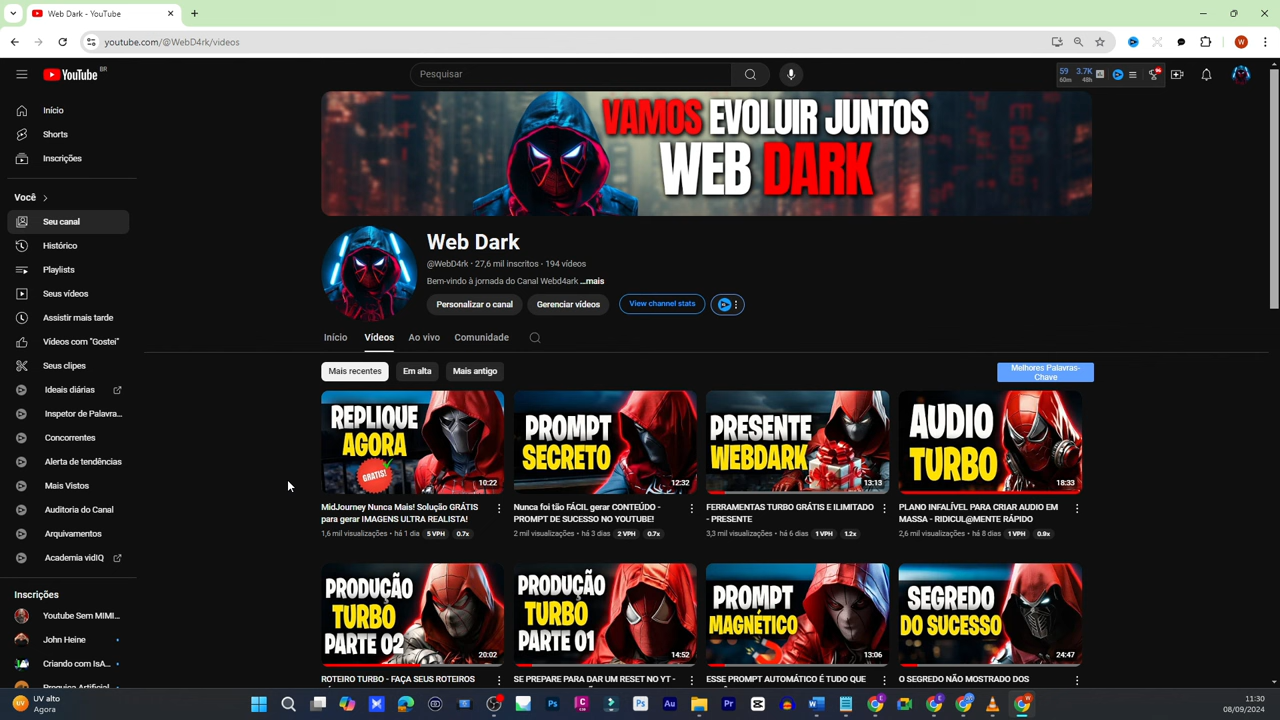 Web Dark - YouTube
youtube.com/@WebD4rk/videos
W
YouTube BR
Pesquisar
59 3.7K
60m 48h
Início
Shorts
Inscrições
Você
Seu canal
Histórico
Playlists
Seus vídeos
Assistir mais tarde
Vídeos com "Gostei"
Seus clipes
Ideais diárias
Inspetor de Palavra...
Concorrentes
Alerta de tendências
Mais Vistos
Auditoria do Canal
Arquivamentos
Academia vidIQ
Inscrições
Youtube Sem MIMI...
John Heine
Criando com IsA...
VAMOS EVOLUIR JUNTOS
WEB DARK
Web Dark
@WebD4rk · 27,6 mil inscritos · 194 vídeos
Bem-vindo à jornada do Canal Webd4ark ...mais
Personalizar o canal Gerenciar vídeos View channel stats
Início Vídeos Ao vivo Comunidade
Mais recentes Em alta Mais antigo
Melhores Palavras-
Chave
REPLIQUE
AGORA
GRATIS!
10:22
MidJourney Nunca Mais! Solução GRÁTIS
para gerar IMAGENS ULTRA REALISTA!
1,6 mil visualizações · há 1 dia 5 VPH 0.7x
PROMPT
SECRETO
12:32
Nunca foi tão FÁCIL gerar CONTEÚDO -
PROMPT DE SUCESSO NO YOUTUBE!
2 mil visualizações · há 3 dias 2 VPH 0.7x
PRESENTE
WEBDARK
13:13
FERRAMENTAS TURBO GRÁTIS E ILIMITADO
- PRESENTE
3,3 mil visualizações · há 6 dias 1 VPH 1.2x
AUDIO
TURBO
18:33
PLANO INFALÍVEL PARA CRIAR AUDIO EM
MASSA - RIDICUL@MENTE RÁPIDO
2,6 mil visualizações · há 8 dias 1 VPH 0.9x
PRODUÇÃO
TURBO
PARTE 02
20:02
ROTEIRO TURBO - FAÇA SEUS ROTEIROS
PRODUÇÃO
TURBO
PARTE 01
14:52
SE PREPARE PARA DAR UM RESET NO YT -
PROMPT
MAGNÉTICO
13:06
ESSE PROMPT AUTOMÁTICO É TUDO QUE
SEGREDO
DO SUCESSO
24:47
O SEGREDO NÃO MOSTRADO DOS
UV alto
Agora
11:30
08/09/2024